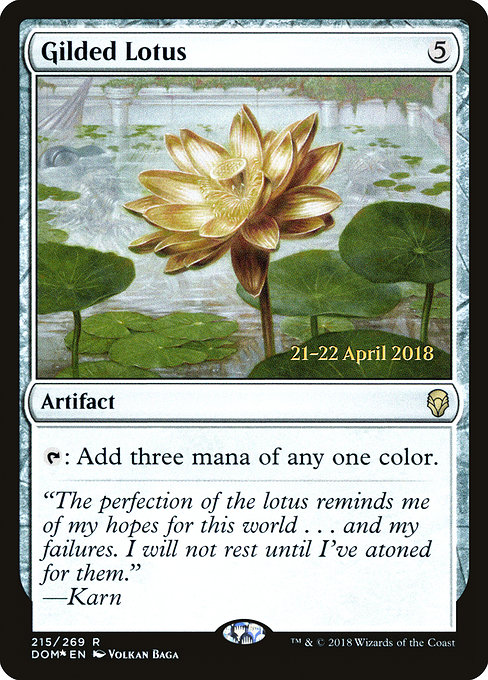 Gilded Lotus 5
21–22 April 2018
Artifact
: Add three mana of any one color.
“The perfection of the lotus reminds me
of my hopes for this world . . . and my
failures. I will not rest until I’ve atoned
for them.”
—Karn
215/269 R
DOM★EN Volkan Baga
™ & © 2018 Wizards of the Coast